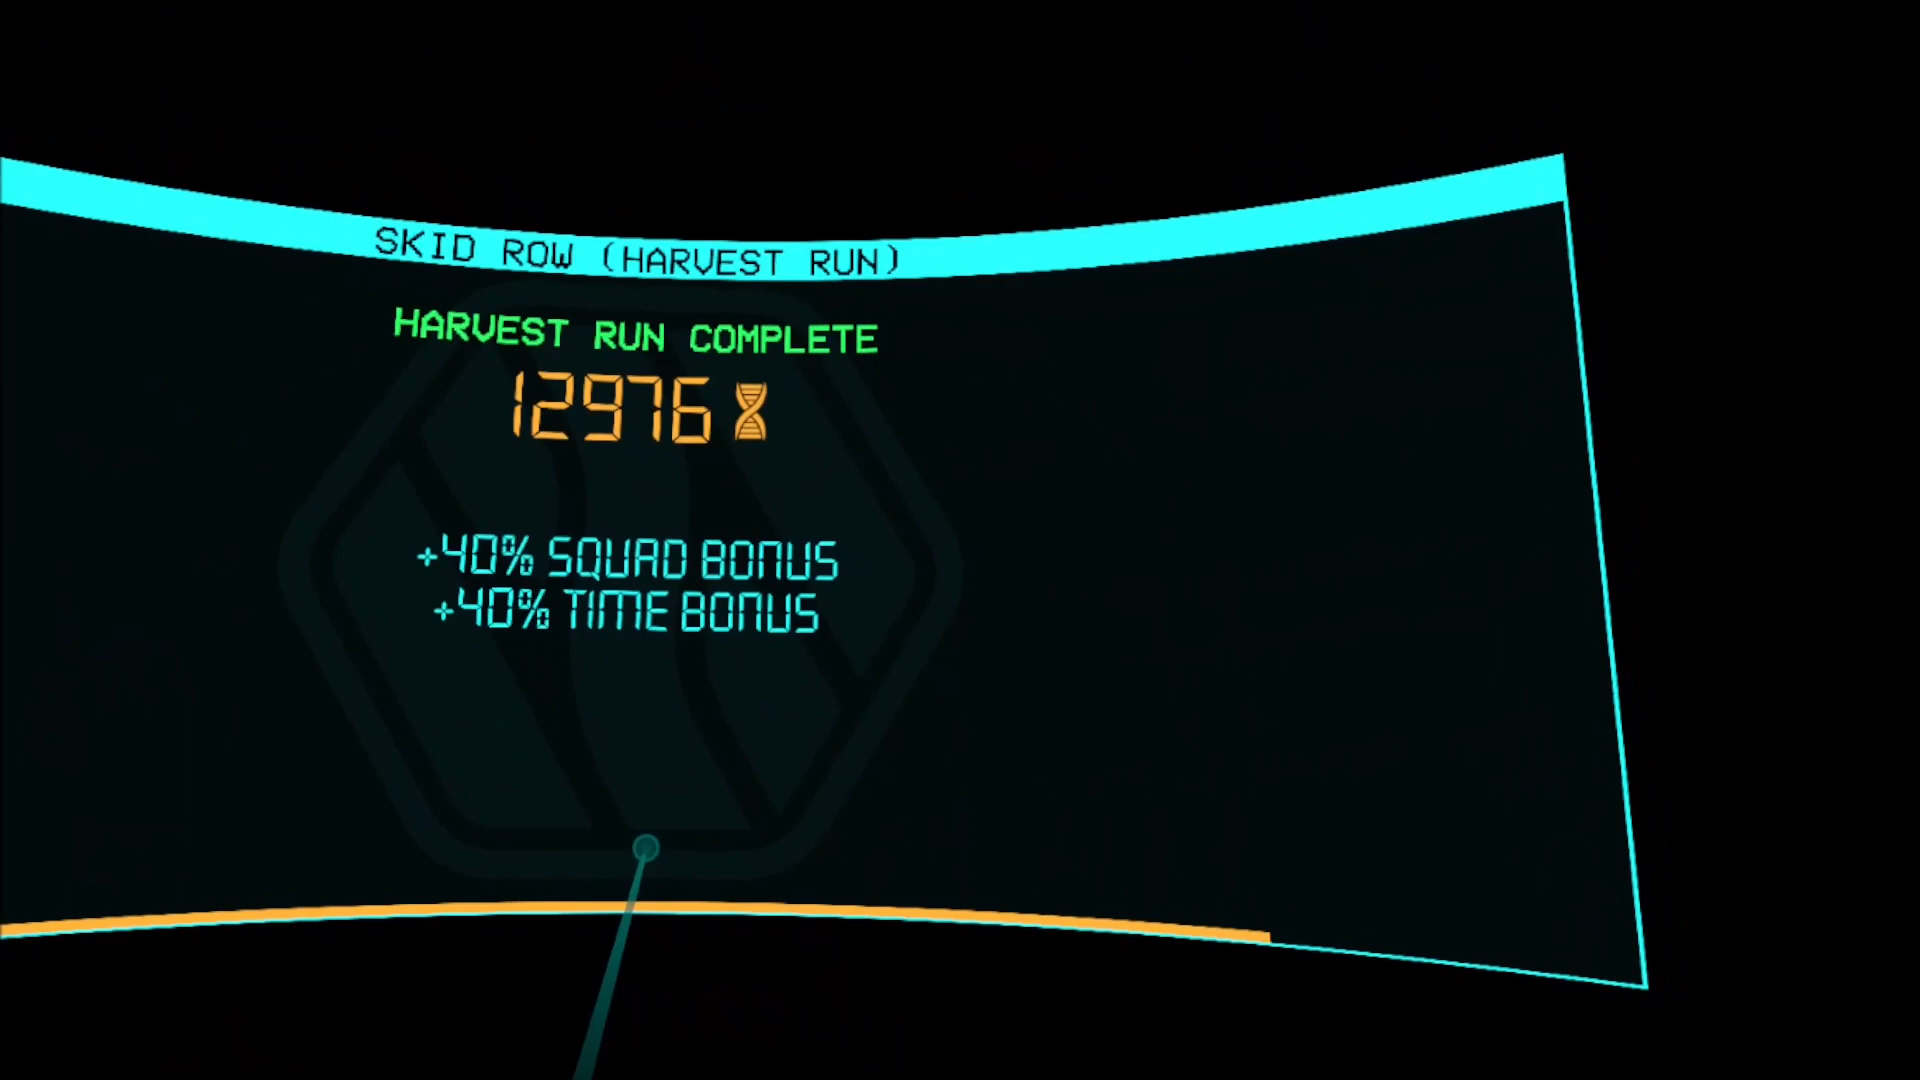 SKID ROW (HARVEST RUN)
HARVEST RUN COMPLETE
12976
+40% SQUAD BONUS
+40% TIME BONUS